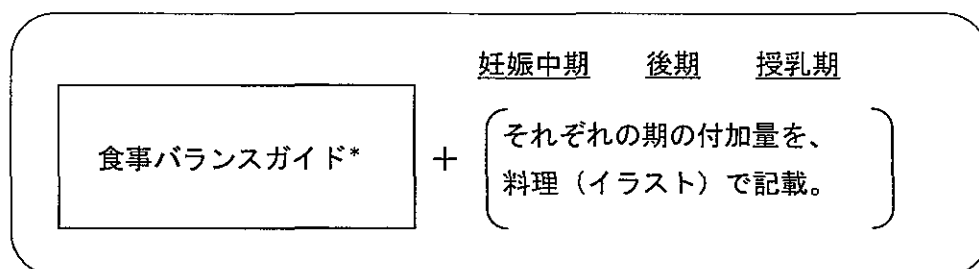 妊娠中期 後期 授乳期
食事バランスガイド*
+
それぞれの期の付加量を、
料理（イラスト）で記載。